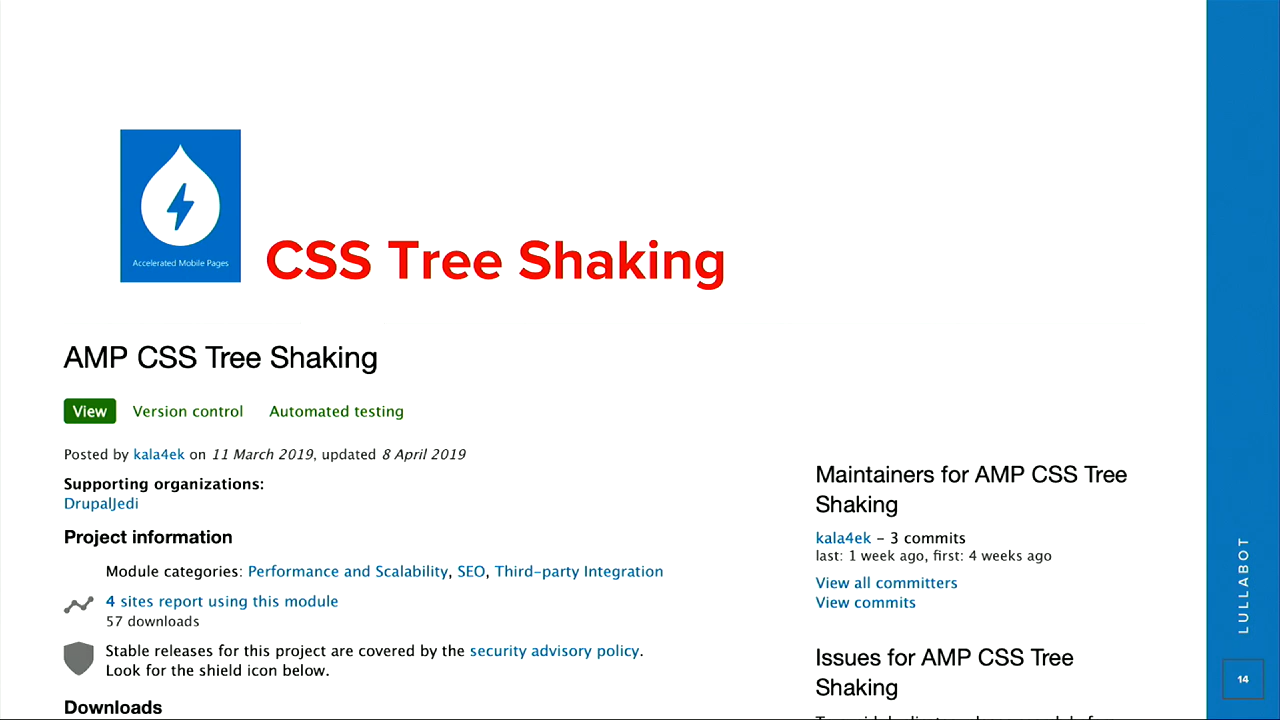 Accelerated Mobile Pages
CSS Tree Shaking
AMP CSS Tree Shaking
View Version control Automated testing
Posted by kala4ek on 11 March 2019, updated 8 April 2019
Supporting organizations:
DrupalJedi
Project information
Module categories: Performance and Scalability, SEO, Third-party Integration
4 sites report using this module
57 downloads
Stable releases for this project are covered by the security advisory policy.
Look for the shield icon below.
Downloads
Maintainers for AMP CSS Tree
Shaking
kala4ek – 3 commits
last: 1 week ago, first: 4 weeks ago
View all committers
View commits
Issues for AMP CSS Tree
Shaking
LULLABOT
14